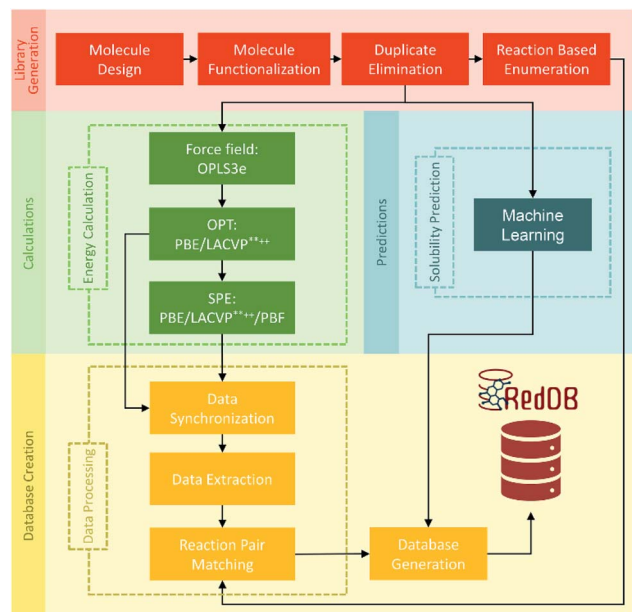 Library
Generation
Molecule
Design
Molecule
Functionalization
Duplicate
Elimination
Reaction Based
Enumeration
Calculations
Energy Calculation
Force field:
OPLS3e
OPT:
PBE/LACVP**++
SPE:
PBE/LACVP**++/PBF
Predictions
Solubility Prediction
Machine
Learning
Database Creation
Data Processing
Data
Synchronization
Data Extraction
Reaction Pair
Matching
Database
Generation
RedDB